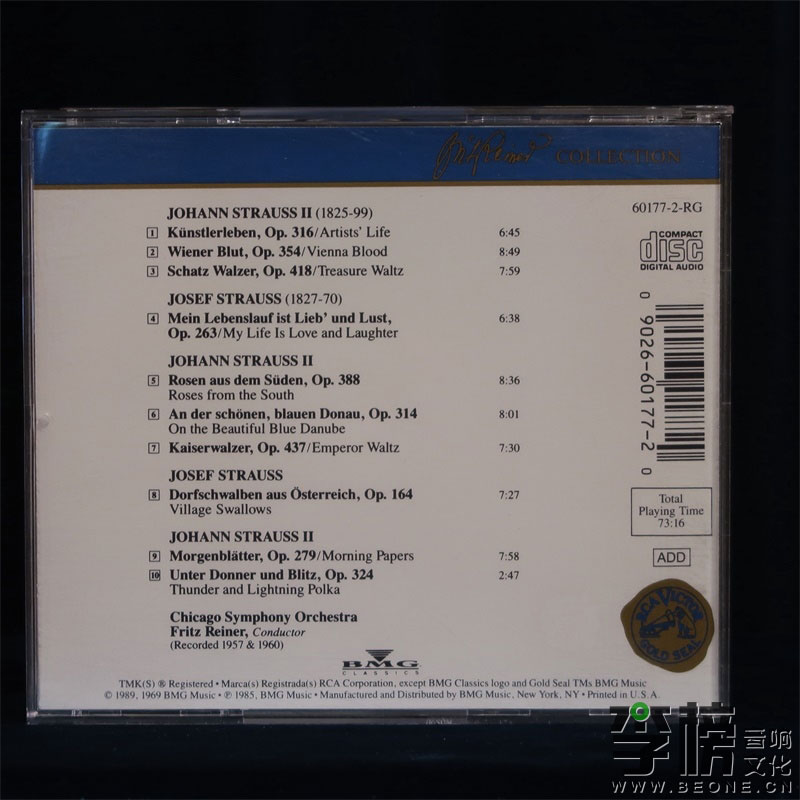 Fritz Reiner COLLECTION
60177-2-RG
COMPACT
disc
DIGITAL AUDIO
JOHANN STRAUSS II (1825-99)
1 Künstlerleben, Op. 316/Artists' Life 6:45
2 Wiener Blut, Op. 354/Vienna Blood 8:49
3 Schatz Walzer, Op. 418/Treasure Waltz 7:59
JOSEF STRAUSS (1827-70)
4 Mein Lebenslauf ist Lieb' und Lust, 6:38
Op. 263/My Life Is Love and Laughter
JOHANN STRAUSS II
5 Rosen aus dem Süden, Op. 388 8:36
Roses from the South
6 An der schönen, blauen Donau, Op. 314 8:01
On the Beautiful Blue Danube
7 Kaiserwalzer, Op. 437/Emperor Waltz 7:30
JOSEF STRAUSS
8 Dorfschwalben aus Österreich, Op. 164 7:27
Village Swallows
JOHANN STRAUSS II
9 Morgenblätter, Op. 279/Morning Papers 7:58
10 Unter Donner und Blitz, Op. 324 2:47
Thunder and Lightning Polka
Chicago Symphony Orchestra
Fritz Reiner, Conductor
(Recorded 1957 & 1960)
0 9026-60177-2 0
Total
Playing Time
73:16
ADD
RCA VICTOR
GOLD SEAL
BMG
CLASSICS
TMK(S) ® Registered • Marca(s) Registrada(s) RCA Corporation, except BMG Classics logo and Gold Seal TMs BMG Music
© 1989, 1969 BMG Music • ℗ 1985, BMG Music • Manufactured and Distributed by BMG Music, New York, NY • Printed in U.S.A.
李榜音响
文化
WWW.BEONE.CN